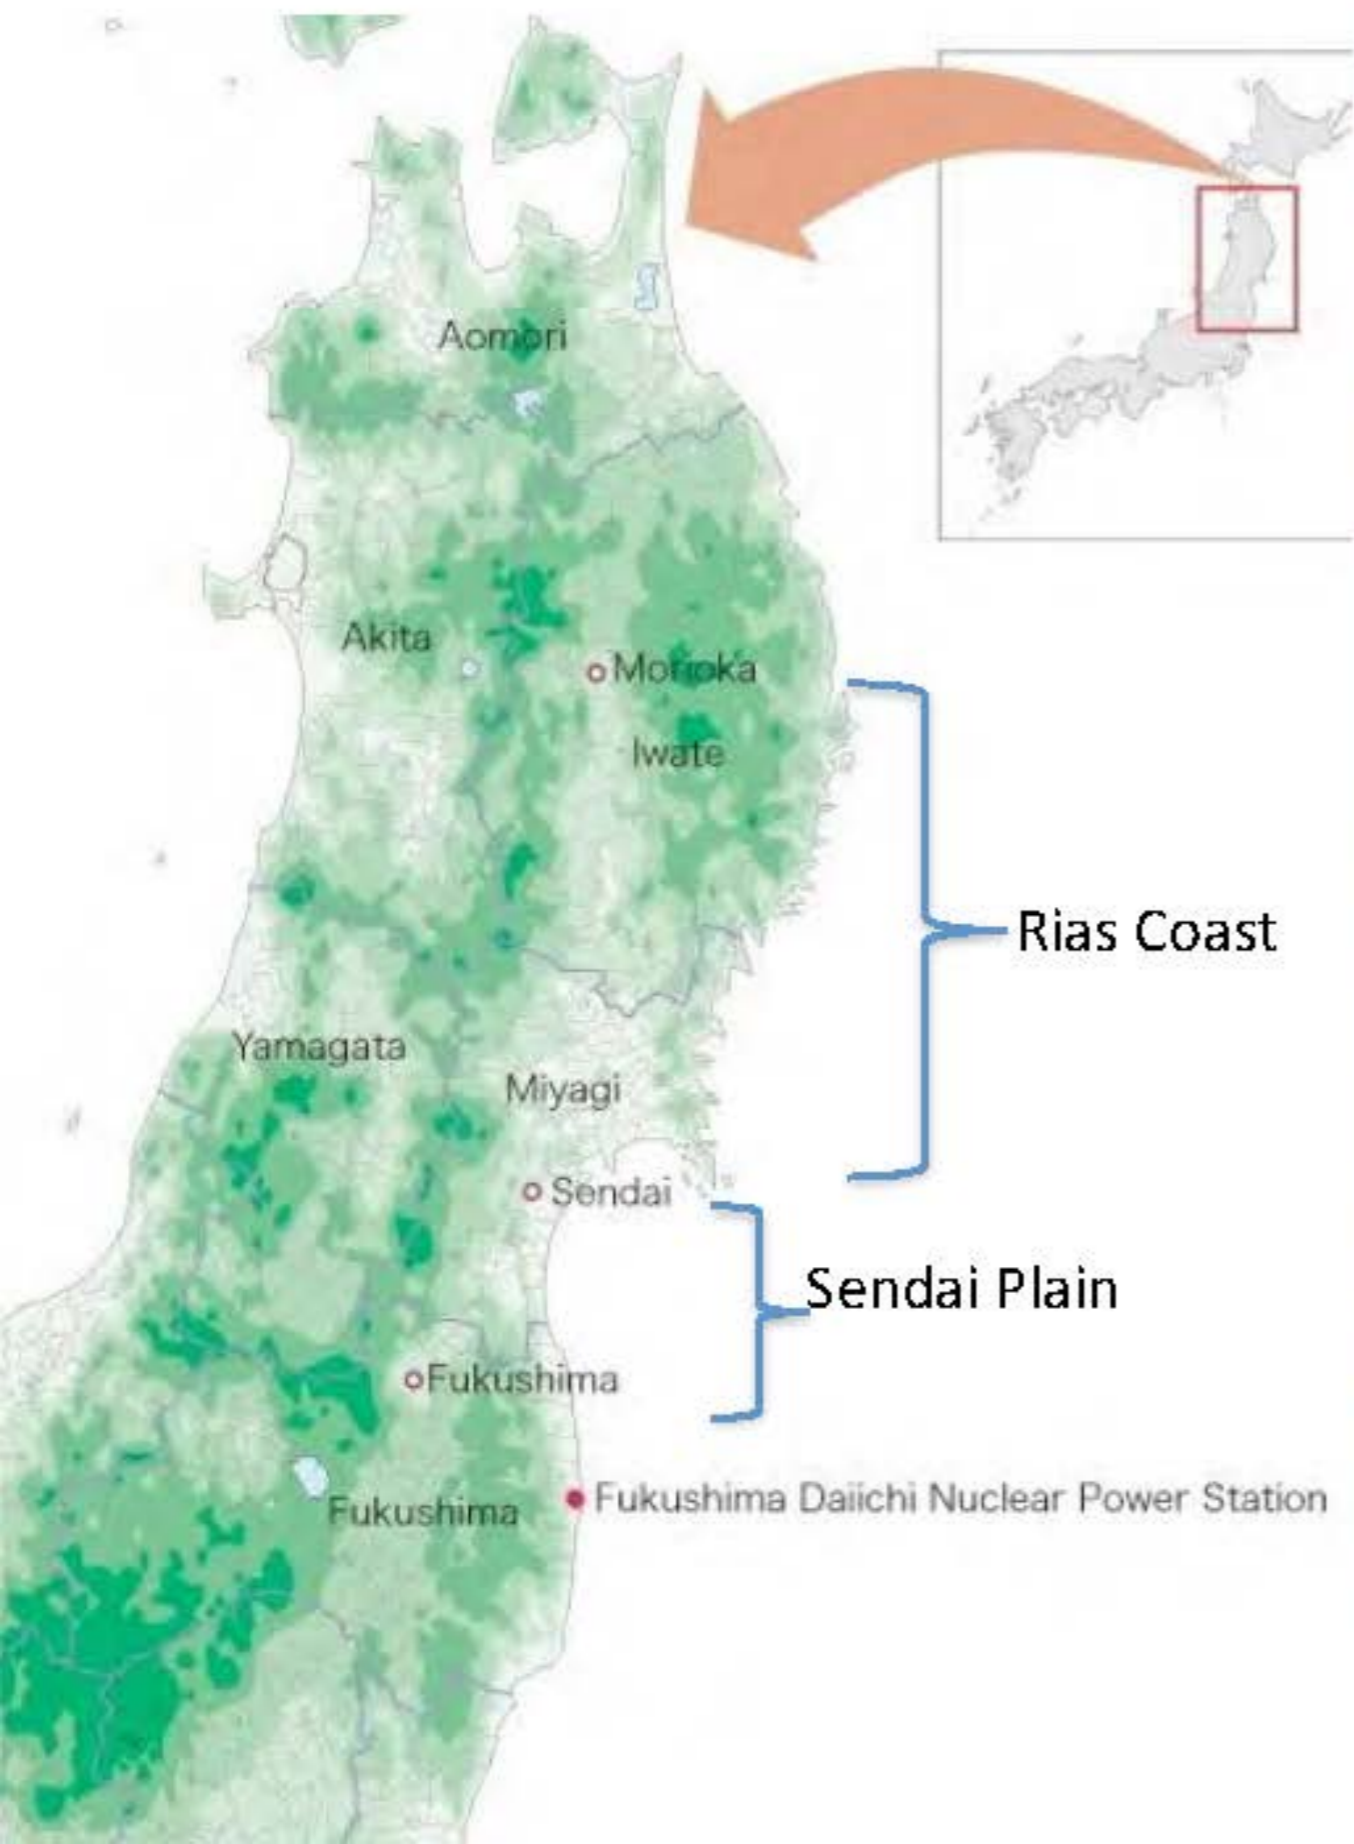 Aomori
Akita
Morioka
Iwate
Rias Coast
Yamagata
Miyagi
Sendai
Sendai Plain
Fukushima
Fukushima Daiichi Nuclear Power Station
Fukushima